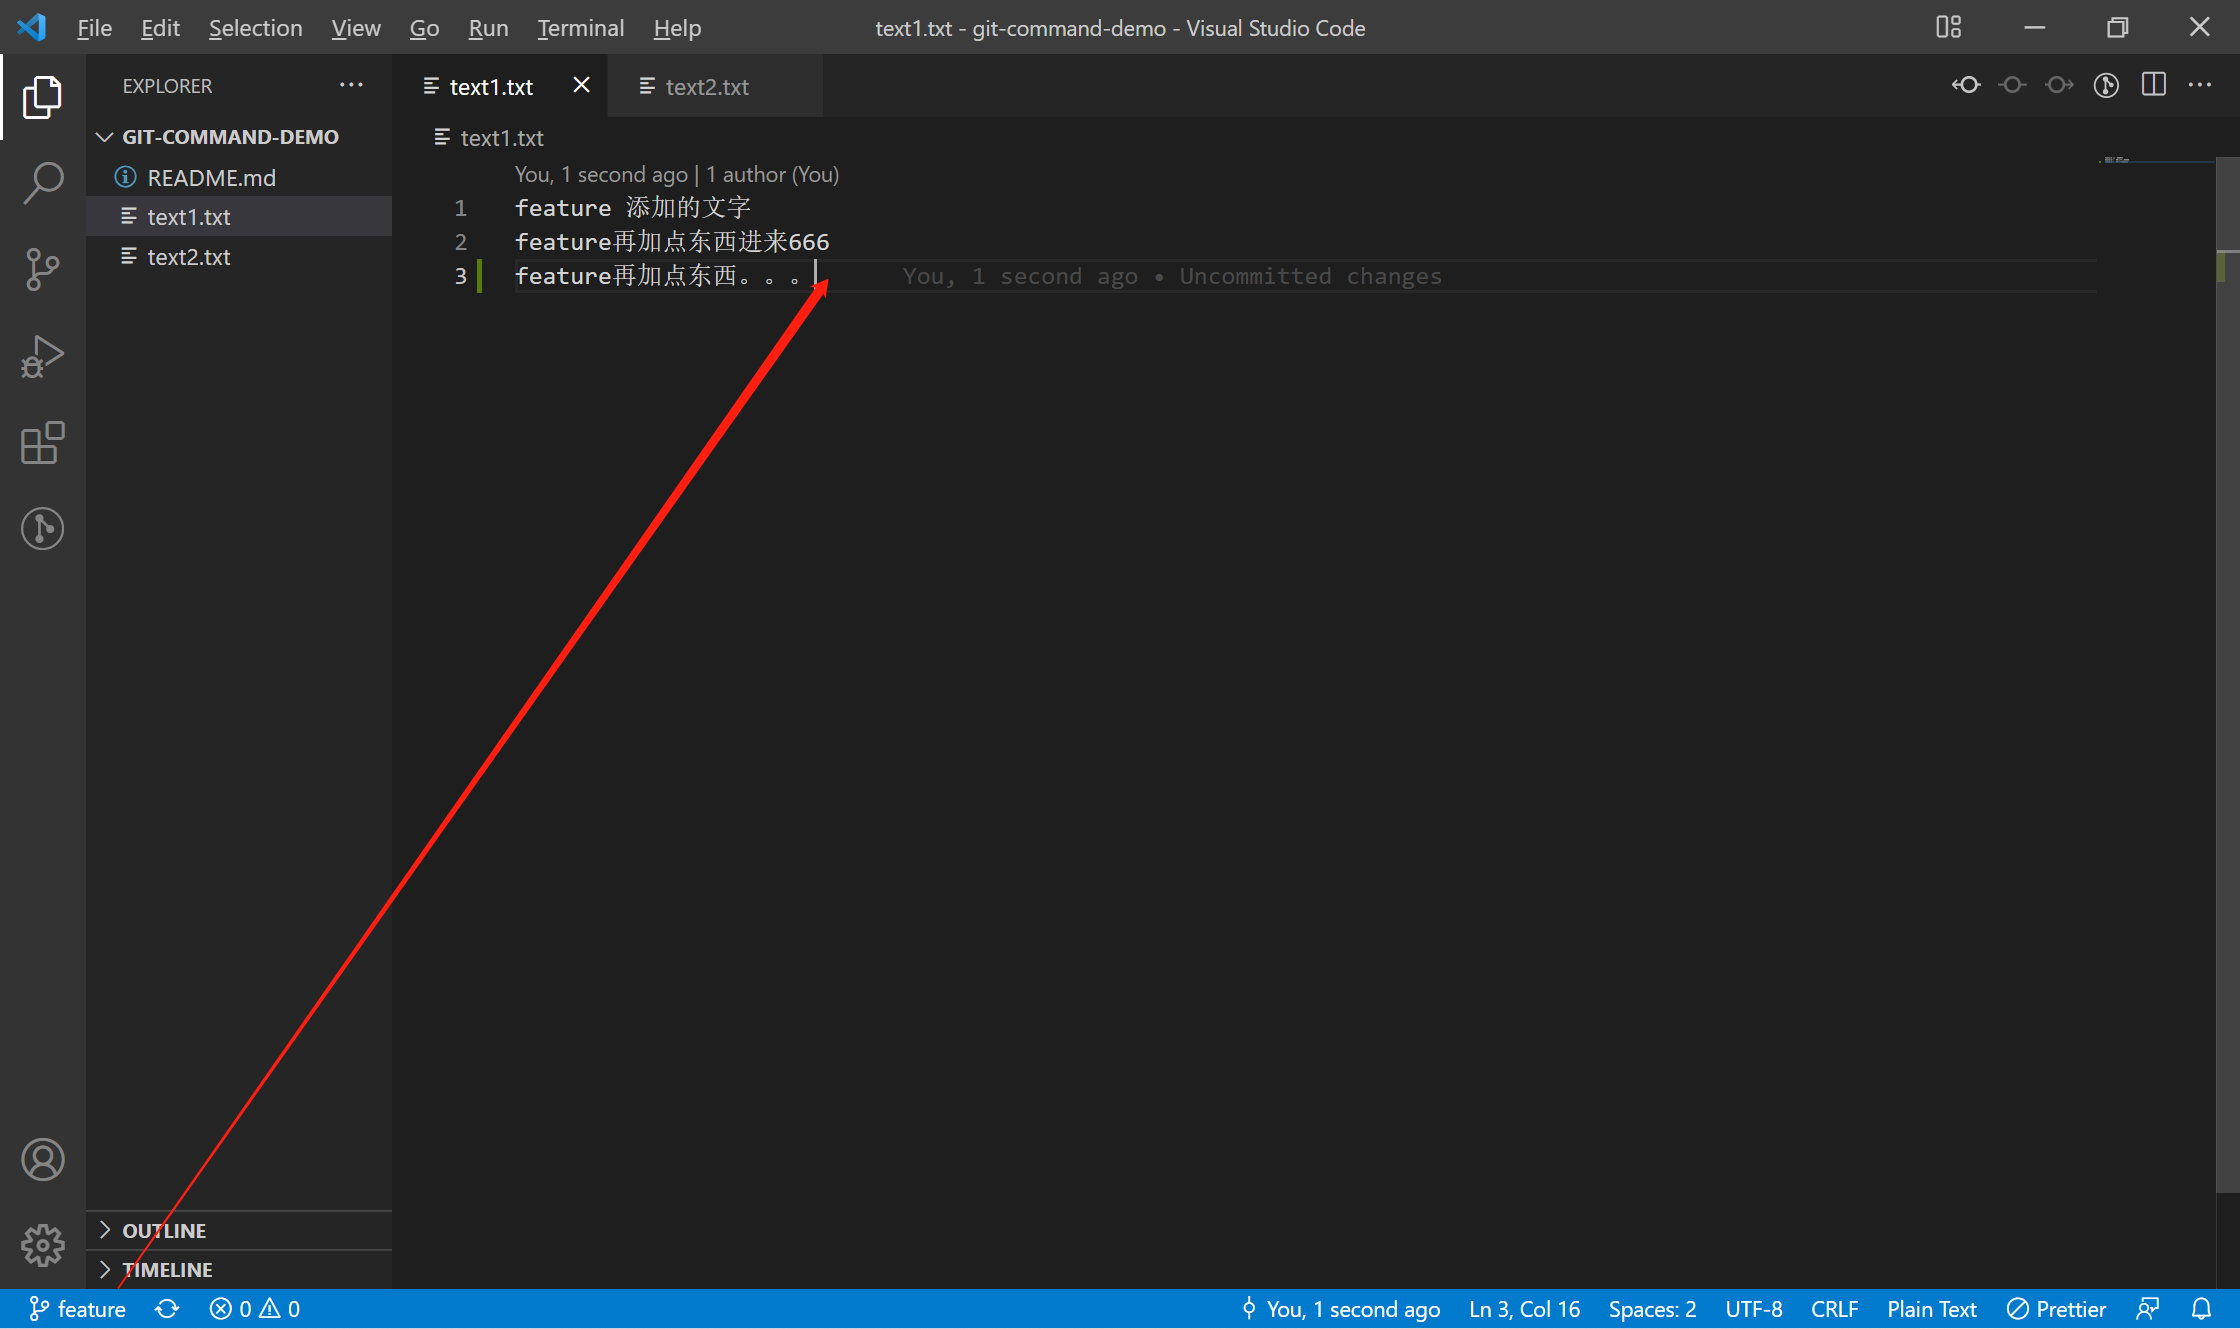 File Edit Selection View Go Run Terminal Help text1.txt - git-command-demo - Visual Studio Code
EXPLORER
GIT-COMMAND-DEMO
README.md
text1.txt
text2.txt
OUTLINE
TIMELINE
text1.txt text2.txt
text1.txt
You, 1 second ago | 1 author (You)
1 feature 添加的文字
2 feature再加点东西进来666
3 feature再加点东西。。。 You, 1 second ago • Uncommitted changes
feature 0 0 You, 1 second ago Ln 3, Col 16 Spaces: 2 UTF-8 CRLF Plain Text Prettier